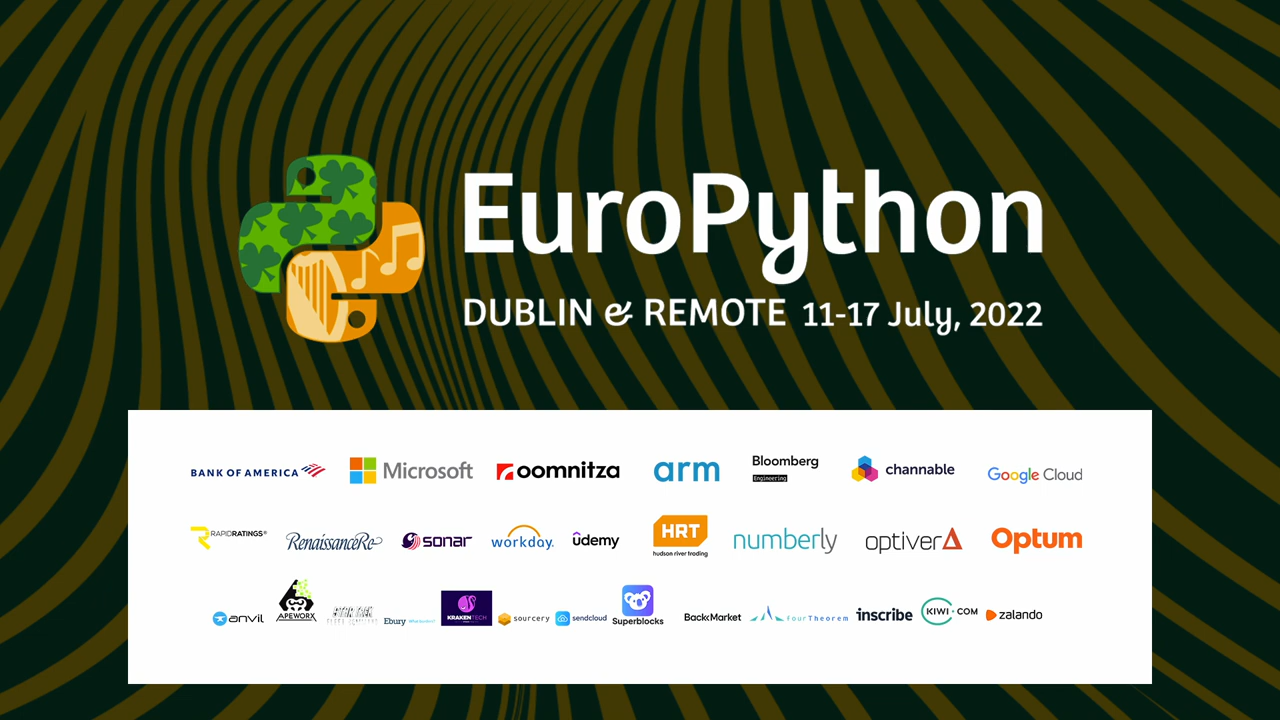 EuroPython
DUBLIN & REMOTE 11-17 July, 2022
BANK OF AMERICA Microsoft oomnitza arm Bloomberg Engineering channable Google Cloud
RAPIDRATINGS® RENAISSANCERE sonar workday. ûdemy HRT hudson river trading numberly optiver Optum
anvil APEWORX Ebury KRAKENTECH sourcery sendcloud Superblocks BackMarket fourTheorem inscribe KIWI.COM zalando